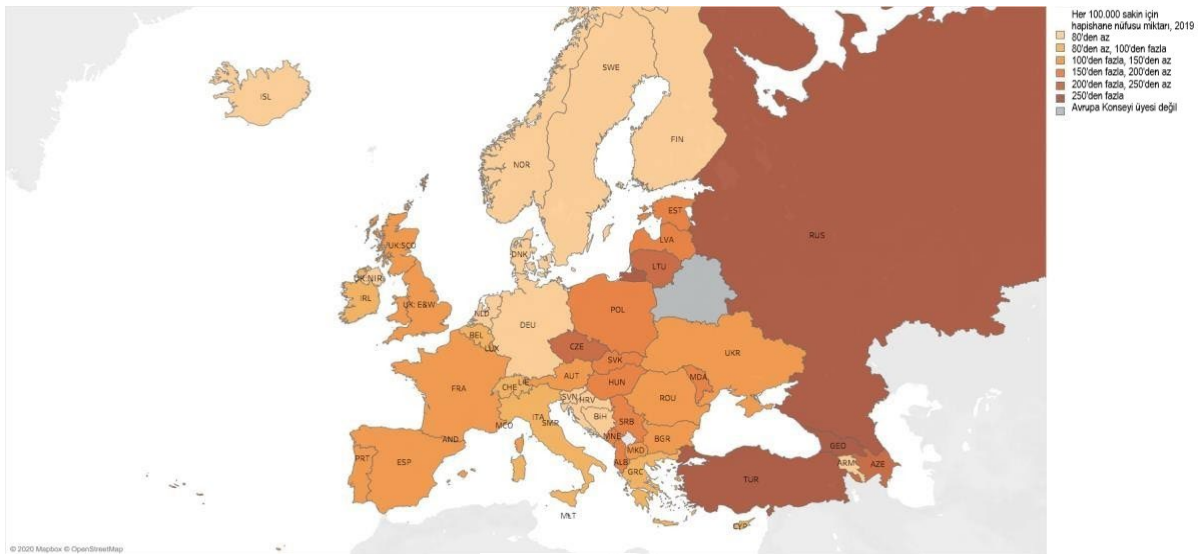 Her 100.000 sakin için
hapishane nüfusu miktarı, 2019
80'den az
80'den az, 100'den fazla
100'den fazla, 150'den az
150'den fazla, 200'den az
200'den fazla, 250'den az
250'den fazla
Avrupa Konseyi üyesi değil
ISL
SWE
FIN
NOR
EST
RUS
LVA
UK:SCO
DNK
LTU
UK:NIR
IRL
UK: E&W
NLD
POL
DEU
BEL
LUX
CZE
UKR
SVK
AUT
MDA
LIE
CHE
HUN
FRA
SVN
HRV
ROU
ITA
SMR
BIH
SRB
MCO
MNE
BGR
AND
MKD
GEO
PRT
ESP
ALB
ARM
AZE
GRC
TUR
MLT
CYP
© 2020 Mapbox © OpenStreetMap